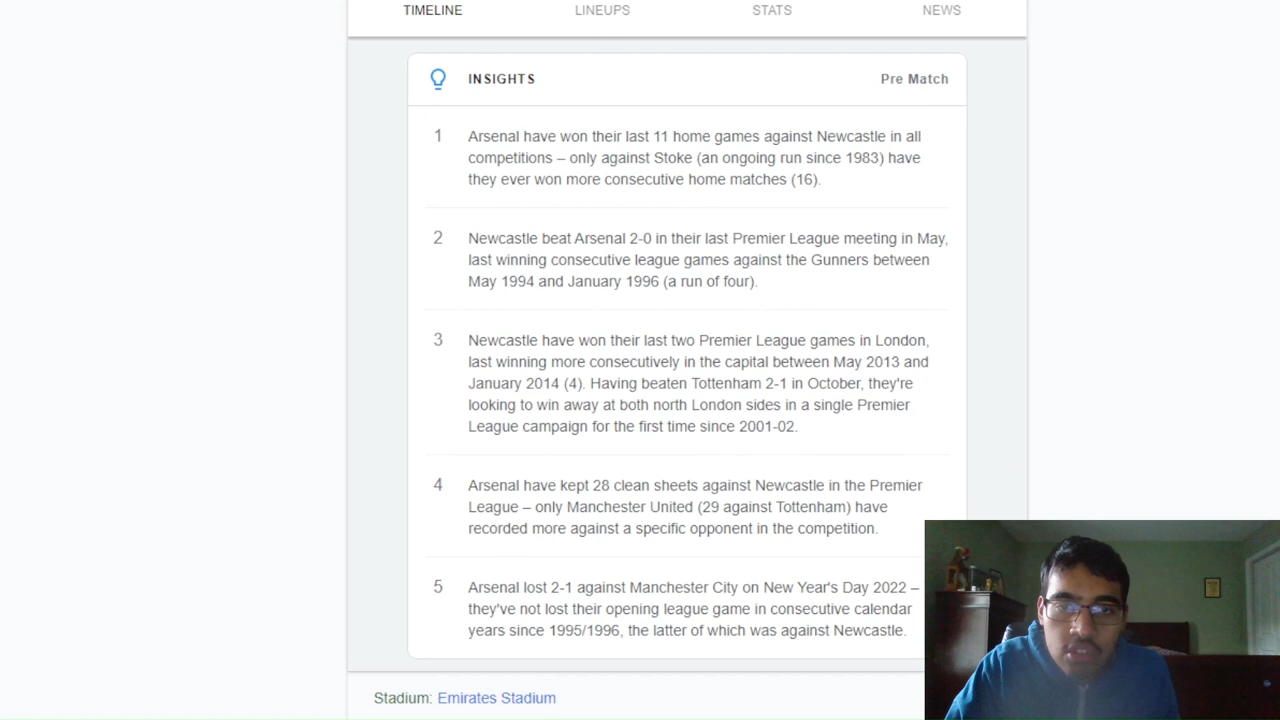 TIMELINE LINEUPS STATS NEWS
INSIGHTS Pre Match
1 Arsenal have won their last 11 home games against Newcastle in all
competitions – only against Stoke (an ongoing run since 1983) have
they ever won more consecutive home matches (16).
2 Newcastle beat Arsenal 2-0 in their last Premier League meeting in May,
last winning consecutive league games against the Gunners between
May 1994 and January 1996 (a run of four).
3 Newcastle have won their last two Premier League games in London,
last winning more consecutively in the capital between May 2013 and
January 2014 (4). Having beaten Tottenham 2-1 in October, they're
looking to win away at both north London sides in a single Premier
League campaign for the first time since 2001-02.
4 Arsenal have kept 28 clean sheets against Newcastle in the Premier
League – only Manchester United (29 against Tottenham) have
recorded more against a specific opponent in the competition.
5 Arsenal lost 2-1 against Manchester City on New Year's Day 2022 –
they've not lost their opening league game in consecutive calendar
years since 1995/1996, the latter of which was against Newcastle.
Stadium: Emirates Stadium